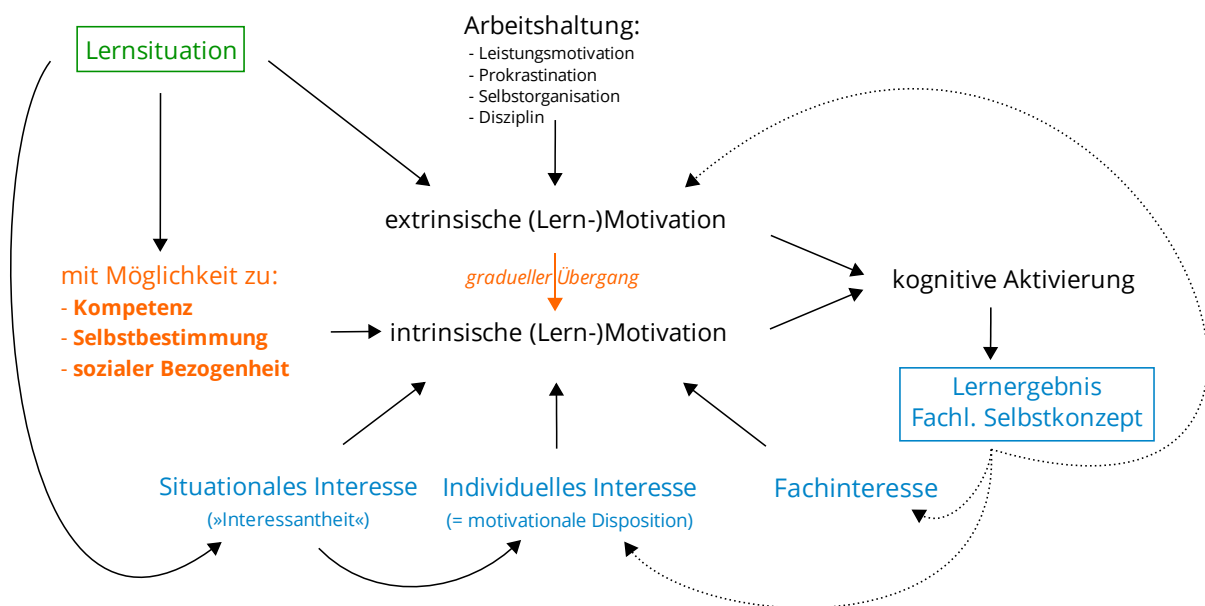 Lernsituation
Arbeitshaltung:
- Leistungsmotivation
- Prokrastination
- Selbstorganisation
- Disziplin
extrinsische (Lern-)Motivation
mit Möglichkeit zu:
- Kompetenz
- Selbstbestimmung
- sozialer Bezogenheit
gradueller Übergang
intrinsische (Lern-)Motivation
kognitive Aktivierung
Lernergebnis
Fachl. Selbstkonzept
Situationales Interesse
(»Interessantheit«)
Individuelles Interesse
(= motivationale Disposition)
Fachinteresse